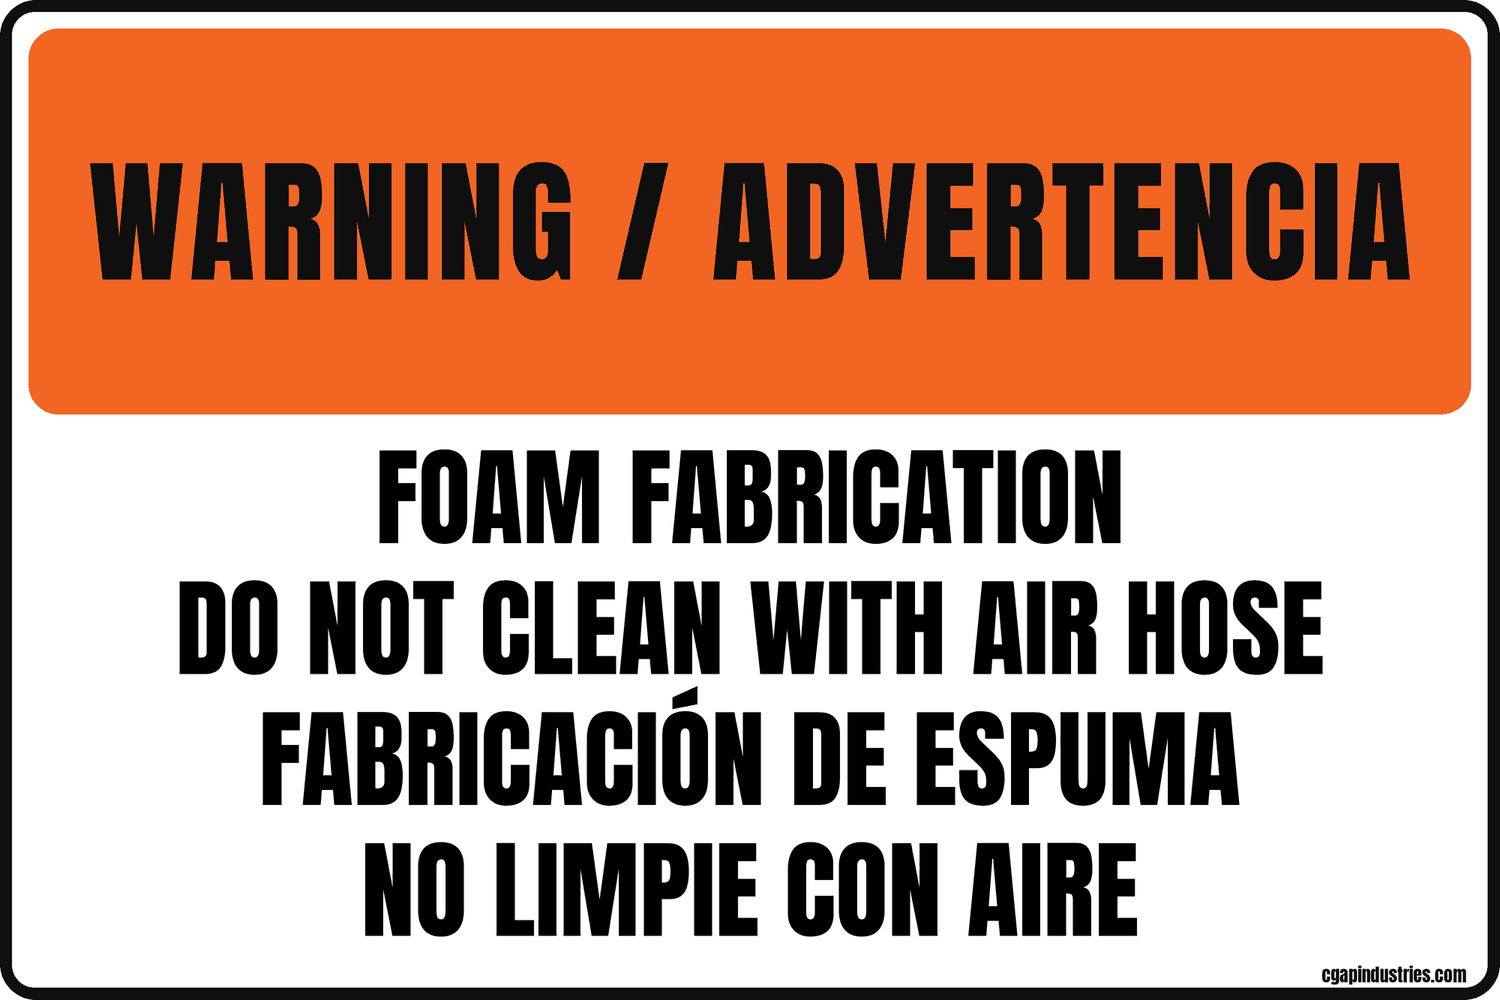 WARNING / ADVERTENCIA
FOAM FABRICATION
DO NOT CLEAN WITH AIR HOSE
FABRICACIÓN DE ESPUMA
NO LIMPIE CON AIRE
cgapindustries.com